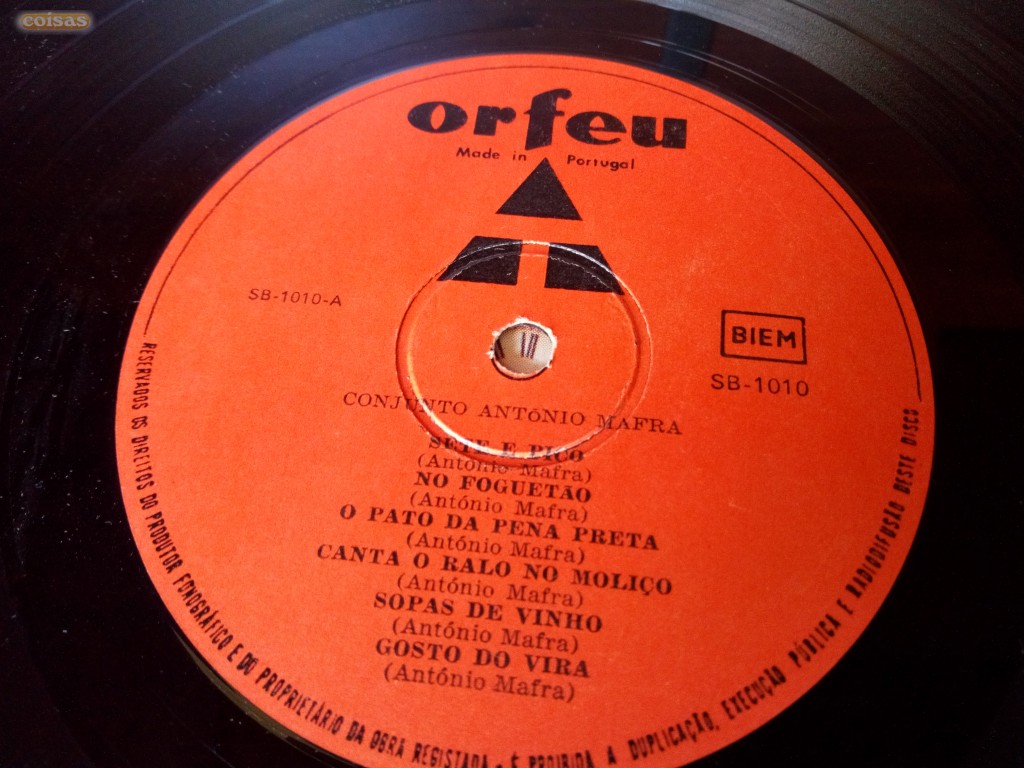 coisas
orfeu
Made in Portugal
SB-1010-A
BIEM
SB-1010
CONJUNTO ANTÓNIO MAFRA
SETE E PICO
(António Mafra)
NO FOGUETÃO
(António Mafra)
O PATO DA PENA PRETA
(António Mafra)
CANTA O RALO NO MOLIÇO
(António Mafra)
SOPAS DE VINHO
(António Mafra)
GOSTO DO VIRA
(António Mafra)
RESERVADOS OS DIREITOS DO PRODUTOR FONOGRÁFICO E DO PROPRIETÁRIO DA OBRA REGISTADA - É PROIBIDA A DUPLICAÇÃO, EXECUÇÃO PÚBLICA E RADIODIFUSÃO DESTE DISCO